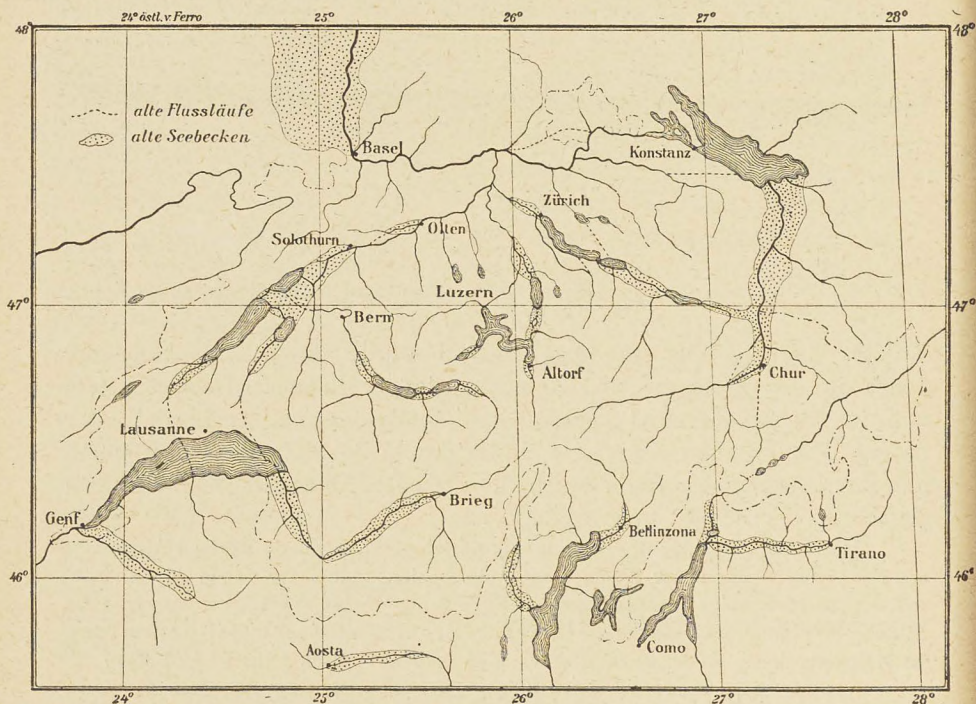 24° östl. v. Ferro 25° 26° 27° 28°
48° 48°
alte Flussläufe
alte Seebecken
Basel
Konstanz
Zürich
Olten
Solothurn
Luzern
47° 47°
Bern
Altorf
Chur
Lausanne
Brieg
Genf
Bellinzona
Tirano
46° 46°
Aosta
Como
24° 25° 26° 27° 28°